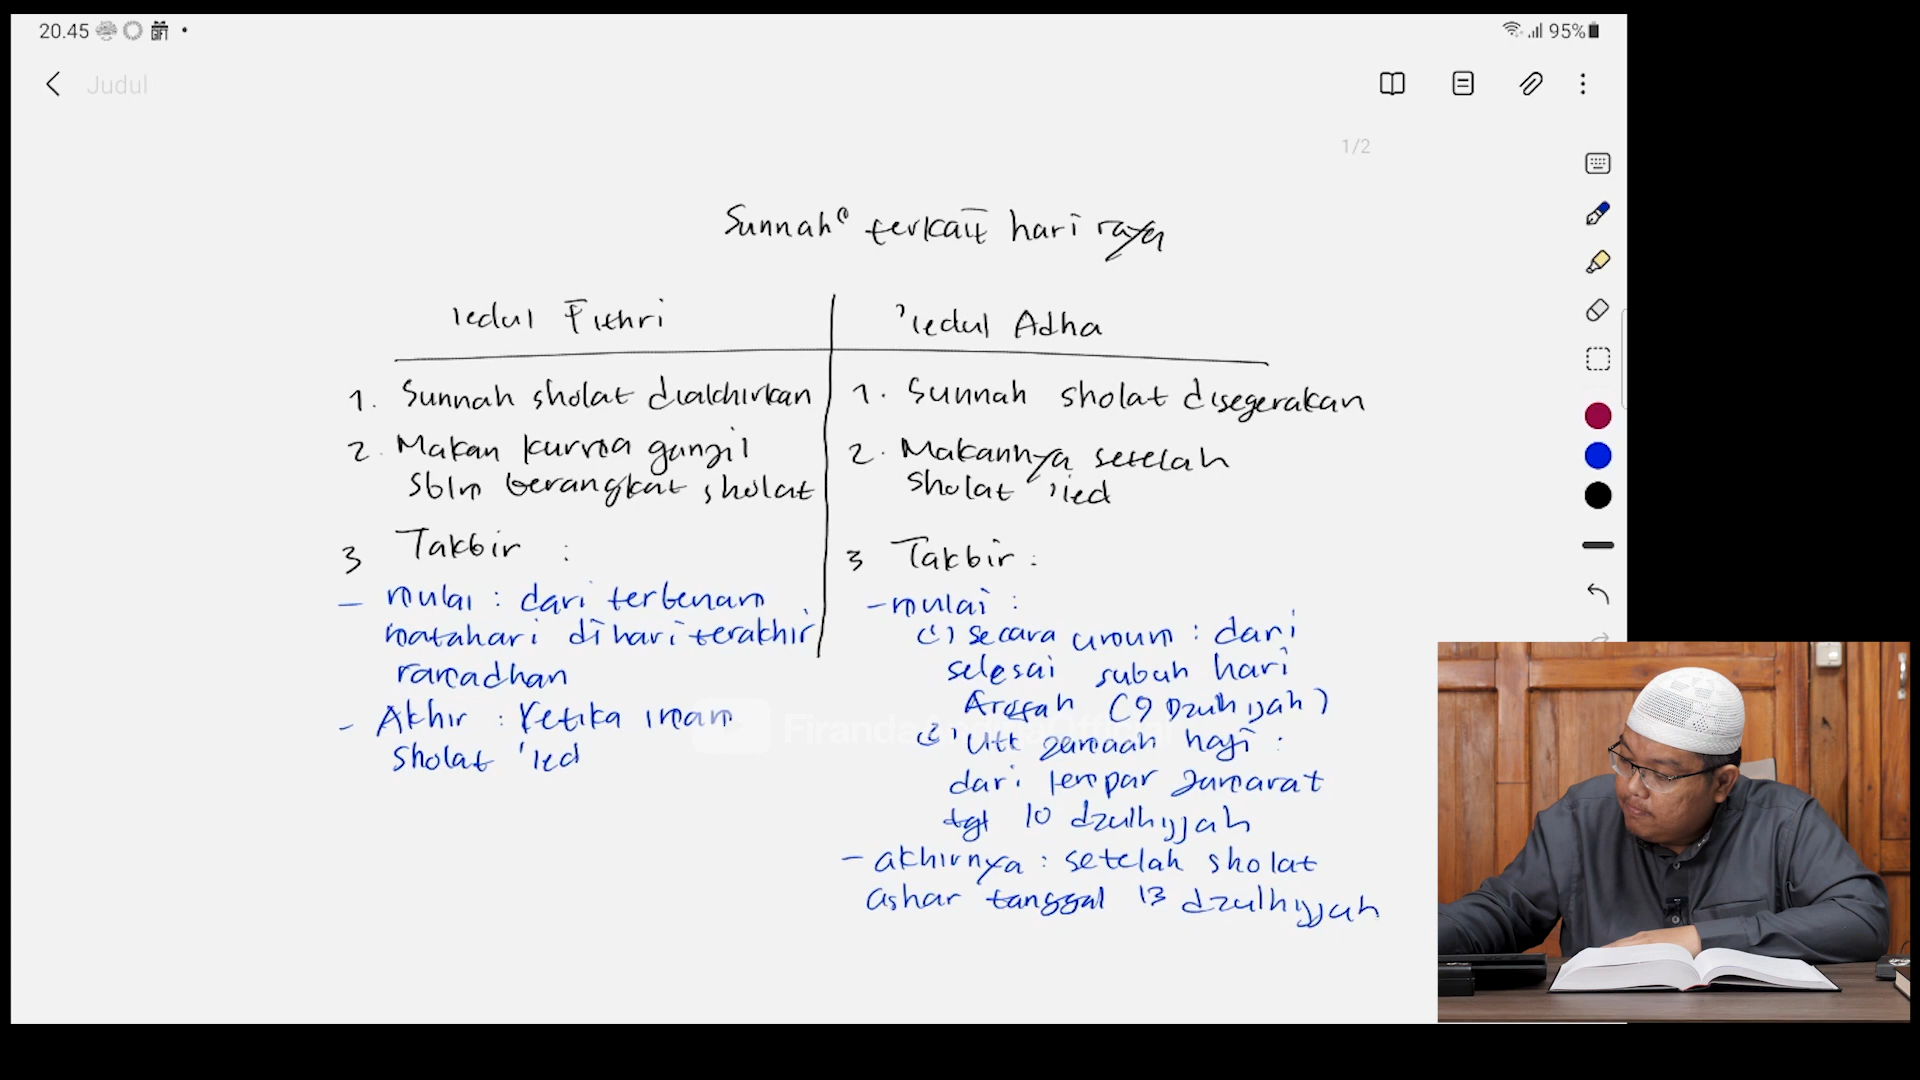 20.45
95%
Judul
1/2
Sunnah² terkait hari raya
'iedul Fithri
1. Sunnah sholat diakhirkan
2. Makan kurma ganjil
sblm berangkat sholat
3 Takbir :
- mulai : dari terbenam
matahari di hari terakhir
ramadhan
- Akhir : Ketika imam
sholat 'ied
'iedul Adha
1. Sunnah sholat disegerakan
2. Makannya setelah
sholat 'ied
3 Takbir :
- mulai :
(1) secara umum : dari
selesai subuh hari
Arafah (9 Dzulhijjah)
(2) Utk jamaah haji :
dari lempar Jamarat
tgl 10 dzulhijjah
- akhirnya : setelah sholat
ashar tanggal 13 dzulhijjah